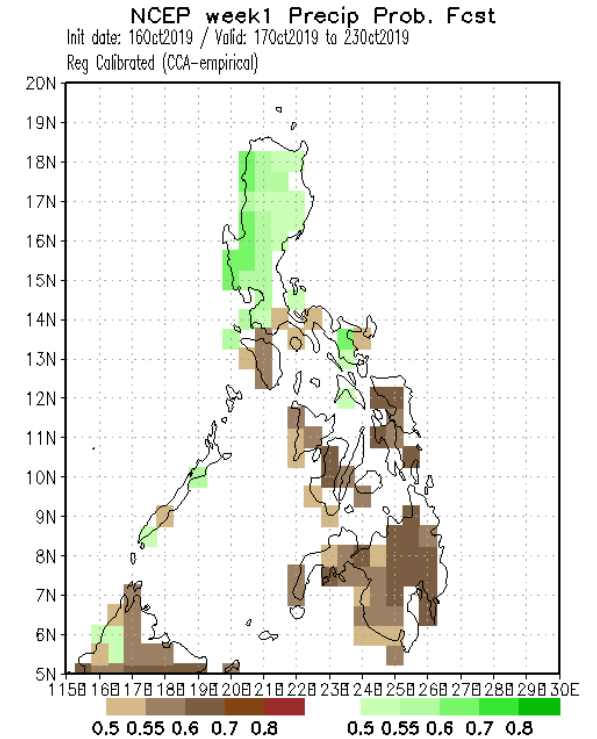 NCEP week1 Precip Prob. Fcst
Init date: 16Oct2019 / Valid: 17Oct2019 to 23Oct2019
Reg Calibrated (CCA-empirical)
20N
19N
18N
17N
16N
15N
14N
13N
12N
11N
10N
9N
8N
7N
6N
5N
115E 116E 117E 118E 119E 120E 121E 122E 123E 124E 125E 126E 127E 128E 129E 130E
0.5 0.55 0.6 0.7 0.8 0.5 0.55 0.6 0.7 0.8